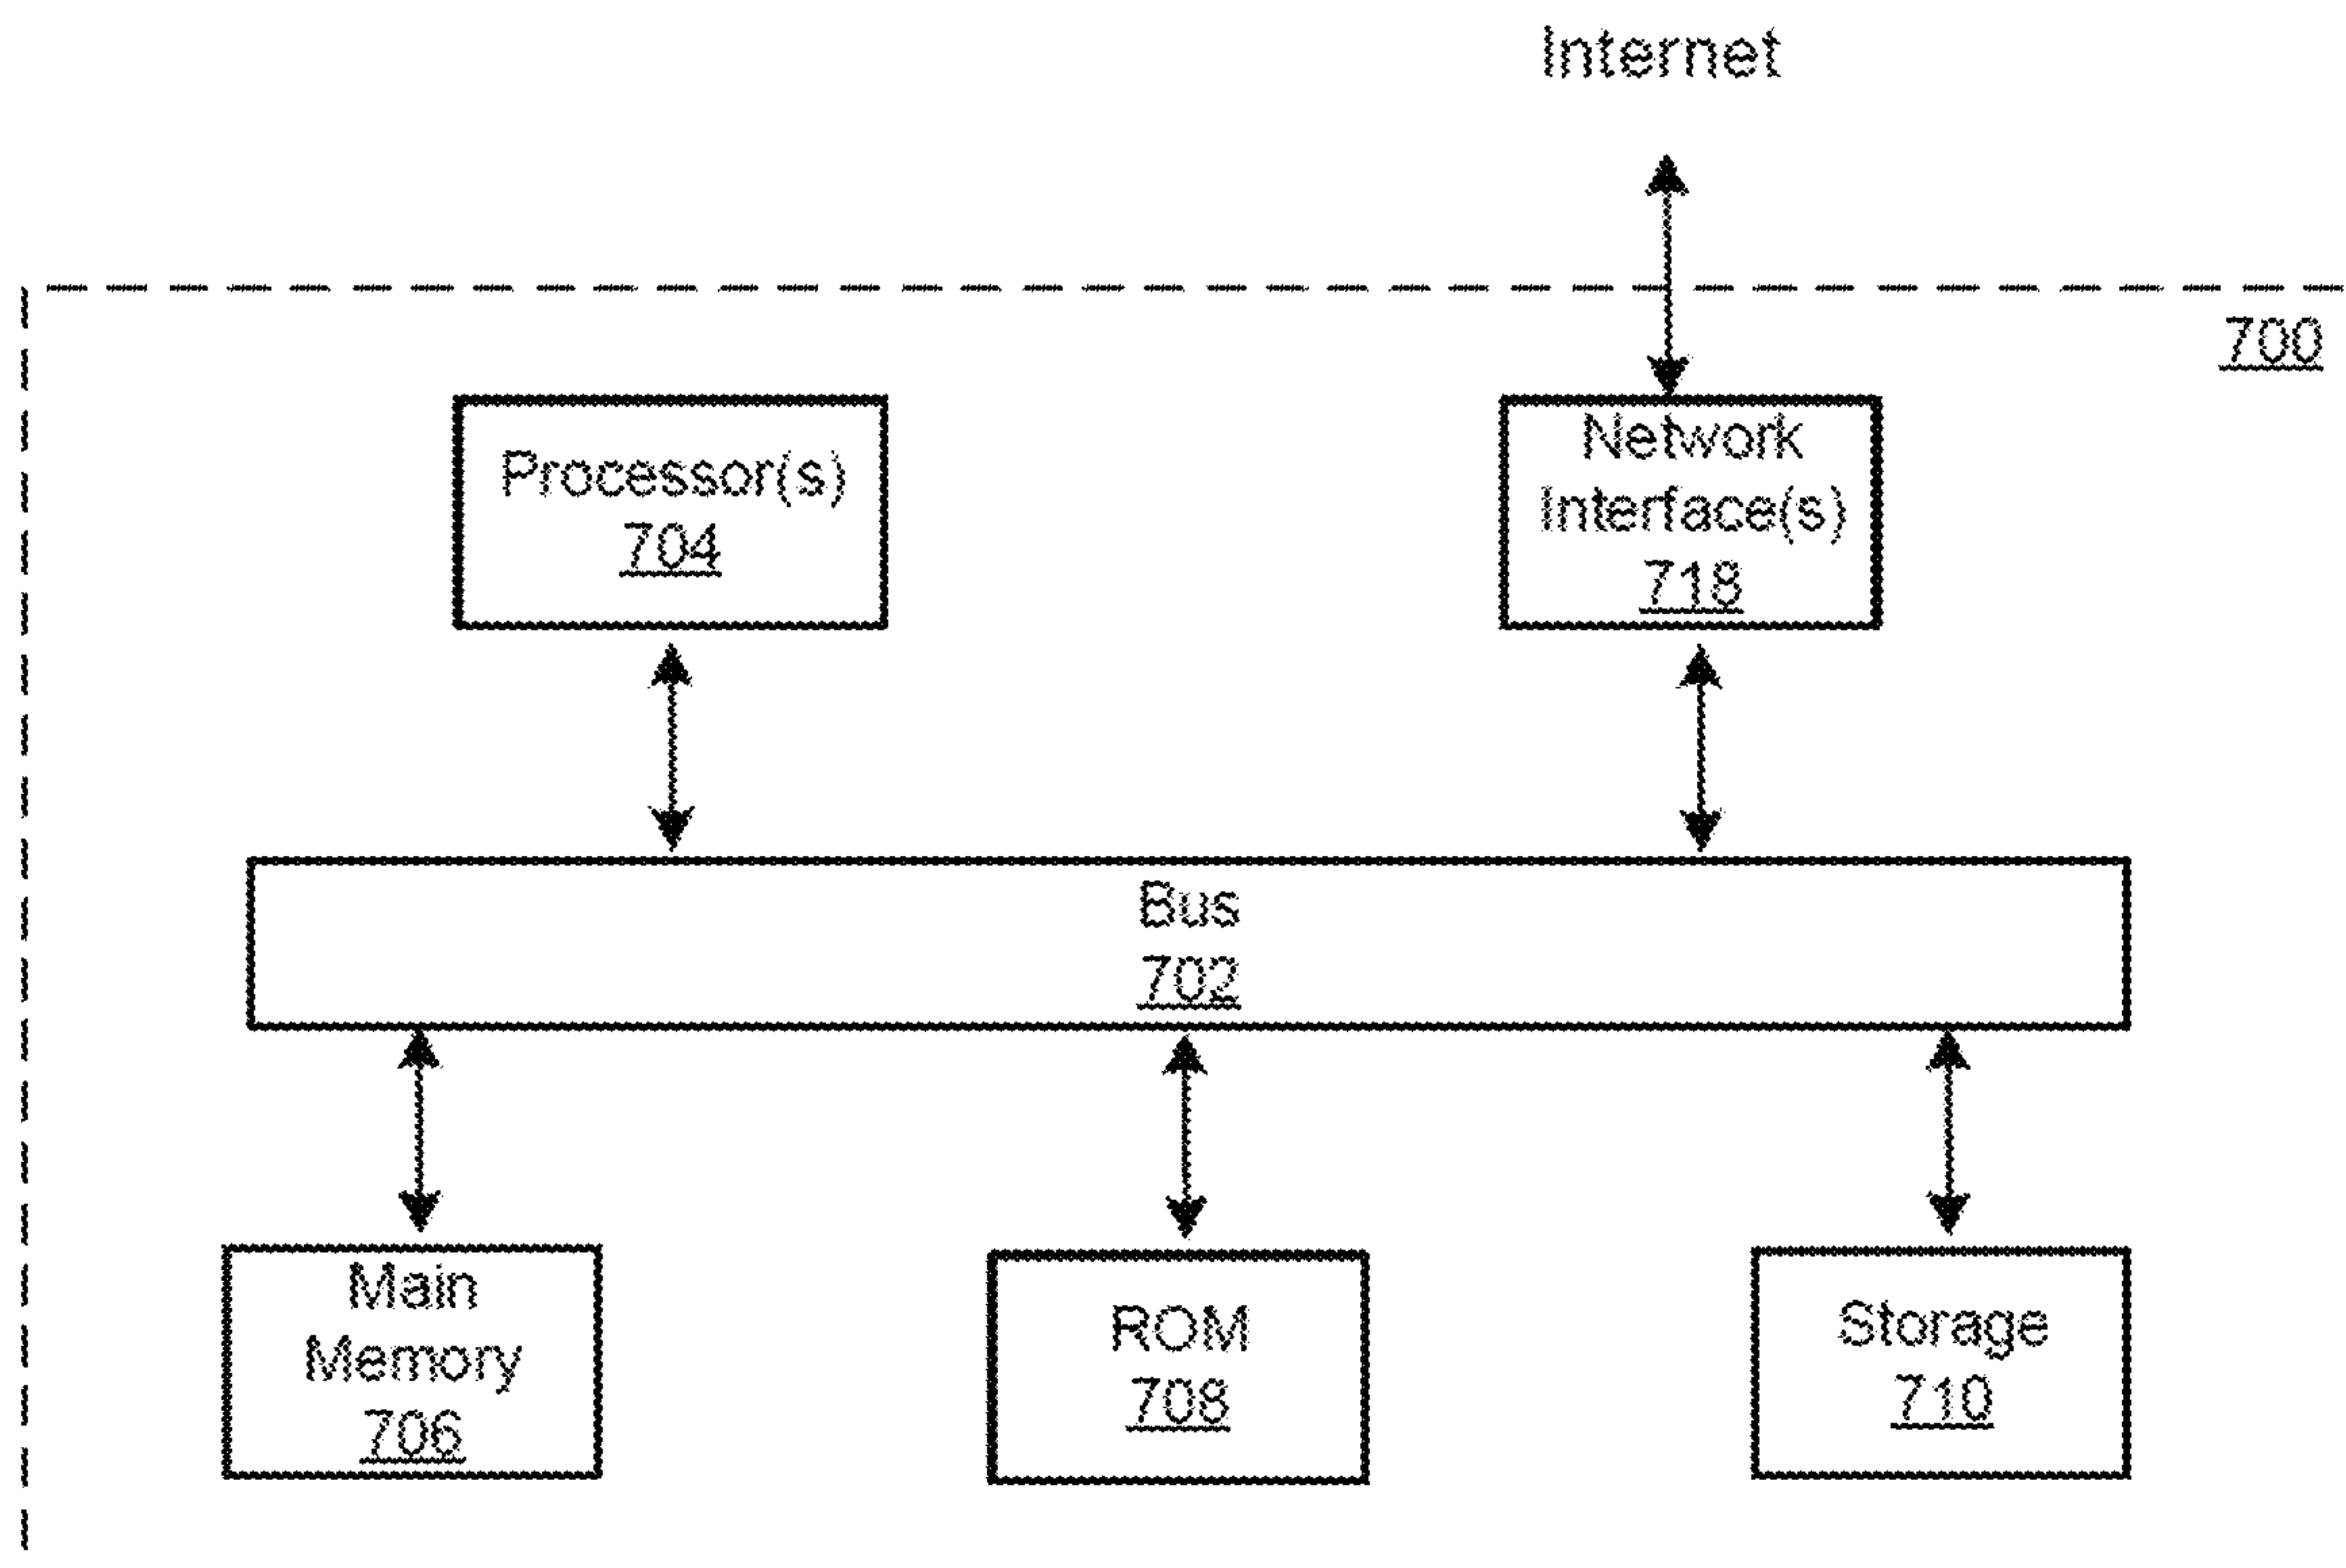 Internet
700
Processor(s)
704
Network
Interface(s)
718
Bus
702
Main
Memory
706
ROM
708
Storage
710